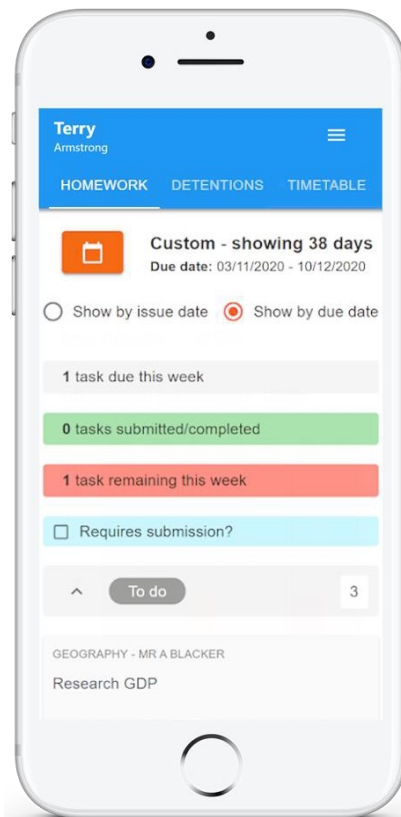 Terry
Armstrong
HOMEWORK DETENTIONS TIMETABLE
Custom - showing 38 days
Due date: 03/11/2020 - 10/12/2020
Show by issue date Show by due date
1 task due this week
0 tasks submitted/completed
1 task remaining this week
Requires submission?
To do 3
GEOGRAPHY - MR A BLACKER
Research GDP